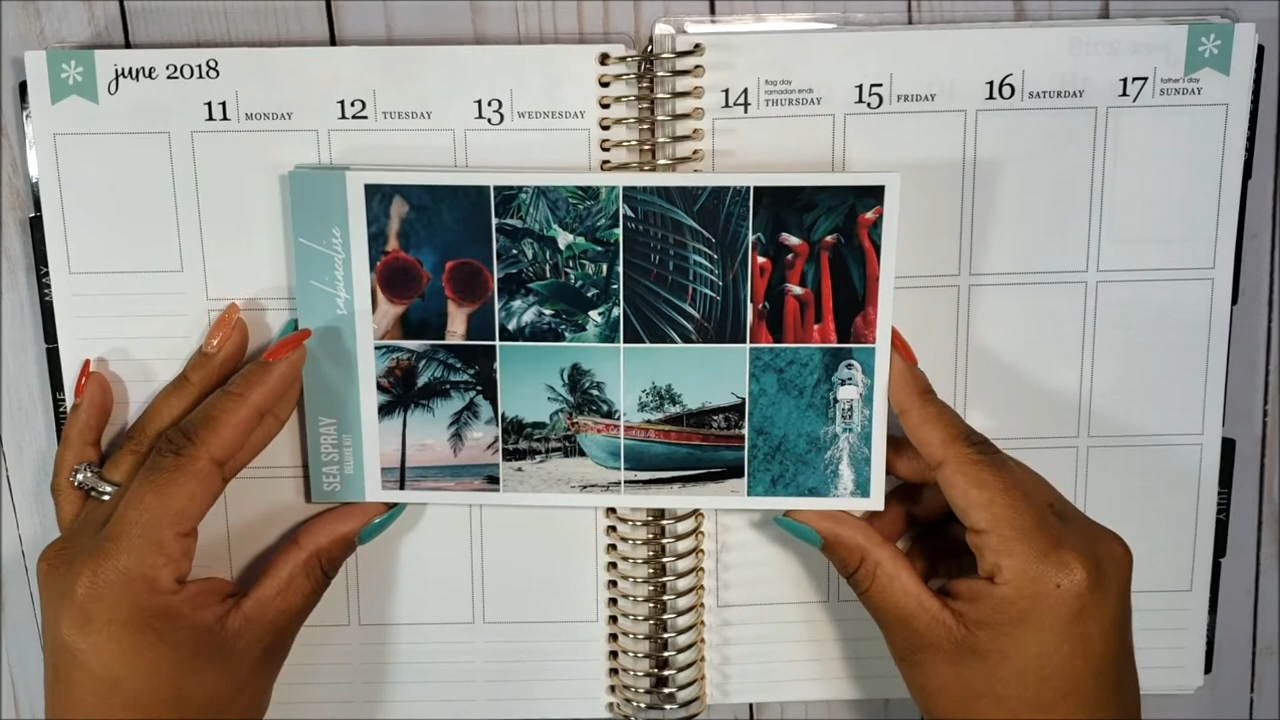 june 2018
11 MONDAY
12 TUESDAY
13 WEDNESDAY
flag day
ramadan ends
14 THURSDAY
15 FRIDAY
16 SATURDAY
father's day
17 SUNDAY
SEA SPRAY
DELUXE KIT
MAY
JUNE
JULY